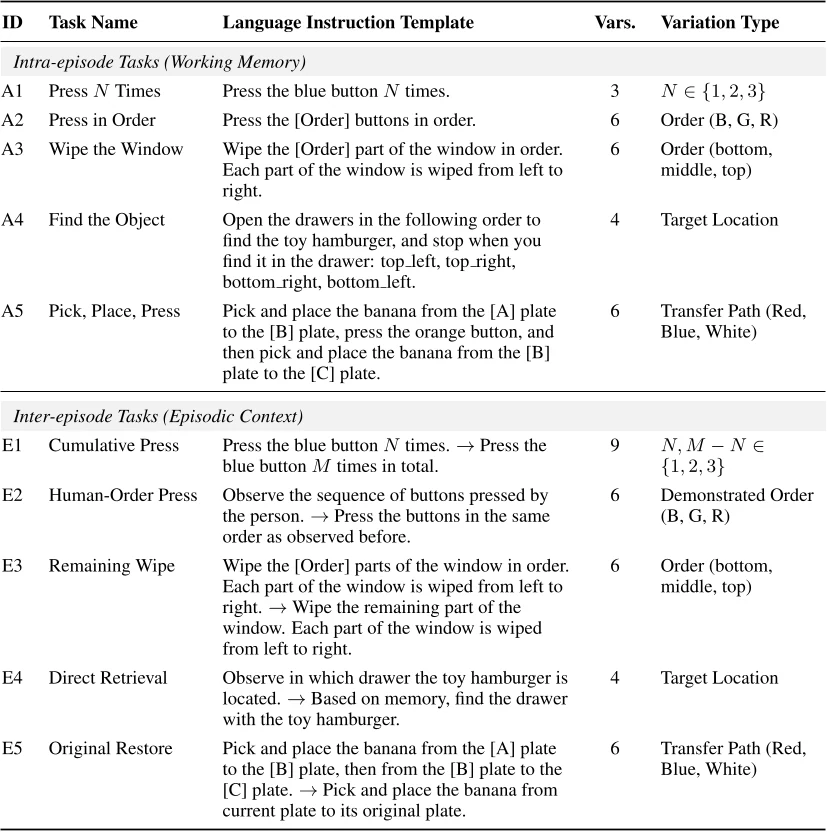 ID Task Name Language Instruction Template Vars. Variation Type
Intra-episode Tasks (Working Memory)
A1 Press N Times Press the blue button N times. 3 N ∈ {1, 2, 3}
A2 Press in Order Press the [Order] buttons in order. 6 Order (B, G, R)
A3 Wipe the Window Wipe the [Order] part of the window in order. 6 Order (bottom,
Each part of the window is wiped from left to middle, top)
right.
A4 Find the Object Open the drawers in the following order to 4 Target Location
find the toy hamburger, and stop when you
find it in the drawer: top_left, top_right,
bottom_right, bottom_left.
A5 Pick, Place, Press Pick and place the banana from the [A] plate 6 Transfer Path (Red,
to the [B] plate, press the orange button, and Blue, White)
then pick and place the banana from the [B]
plate to the [C] plate.
Inter-episode Tasks (Episodic Context)
E1 Cumulative Press Press the blue button N times. → Press the 9 N, M − N ∈
blue button M times in total. {1, 2, 3}
E2 Human-Order Press Observe the sequence of buttons pressed by 6 Demonstrated Order
the person. → Press the buttons in the same (B, G, R)
order as observed before.
E3 Remaining Wipe Wipe the [Order] parts of the window in order. 6 Order (bottom,
Each part of the window is wiped from left to middle, top)
right. → Wipe the remaining part of the
window. Each part of the window is wiped
from left to right.
E4 Direct Retrieval Observe in which drawer the toy hamburger is 4 Target Location
located. → Based on memory, find the drawer
with the toy hamburger.
E5 Original Restore Pick and place the banana from the [A] plate 6 Transfer Path (Red,
to the [B] plate, then from the [B] plate to the Blue, White)
[C] plate. → Pick and place the banana from
current plate to its original plate.